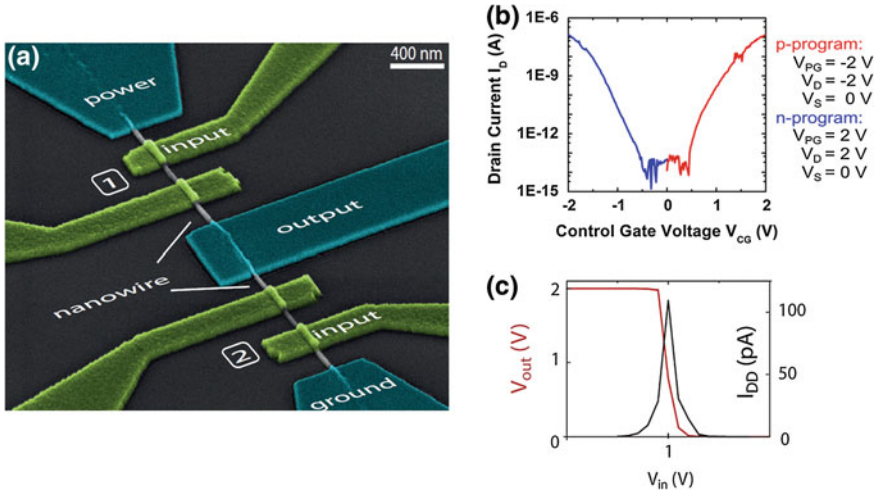 (a)
400 nm
power
input
1
output
nanowire
input
2
ground
(b)
1E-6
1E-9
1E-12
1E-15
Drain Current I_D (A)
-2 -1 0 1 2
Control Gate Voltage V_CG (V)
p-program:
V_PG = -2 V
V_D = -2 V
V_S = 0 V
n-program:
V_PG = 2 V
V_D = 2 V
V_S = 0 V
(c)
2
1
0
V_out (V)
100
50
0
I_DD (pA)
1
V_in (V)